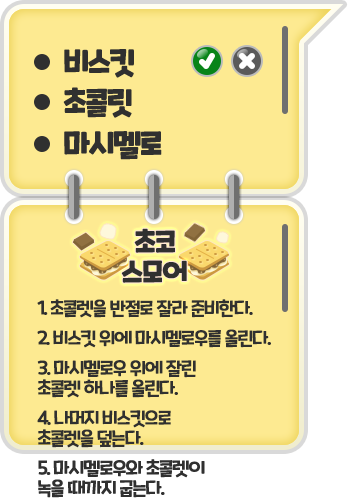 • 비스킷
• 초콜릿
• 마시멜로
초코
스모어
1. 초콜렛을 반절로 잘라 준비한다.
2. 비스킷 위에 마시멜로우를 올린다.
3. 마시멜로우 위에 잘린
초콜렛 하나를 올린다.
4. 나머지 비스킷으로
초콜렛을 덮는다.
5. 마시멜로우와 초콜렛이
녹을 때까지 굽는다.